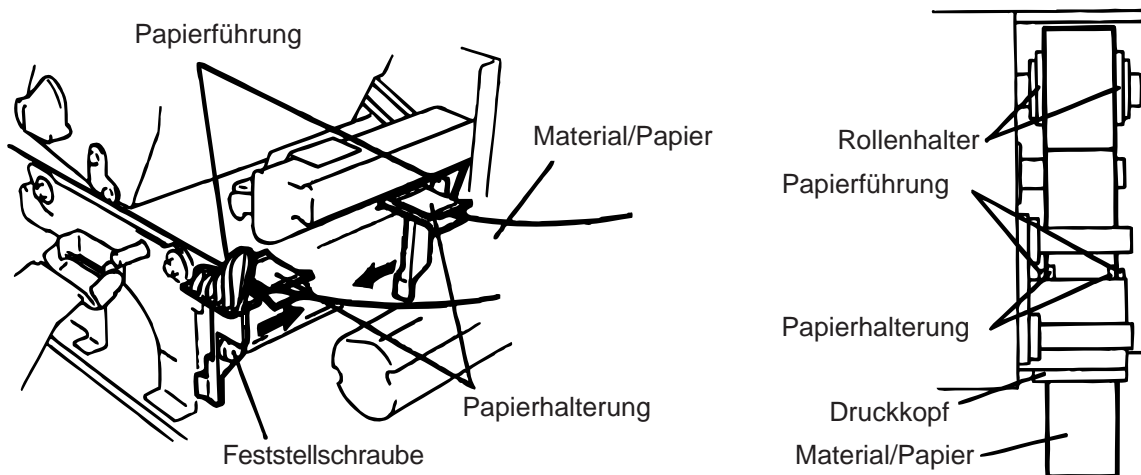 Papierführung
Material/Papier
Papierhalterung
Feststellschraube
Rollenhalter
Papierführung
Papierhalterung
Druckkopf
Material/Papier